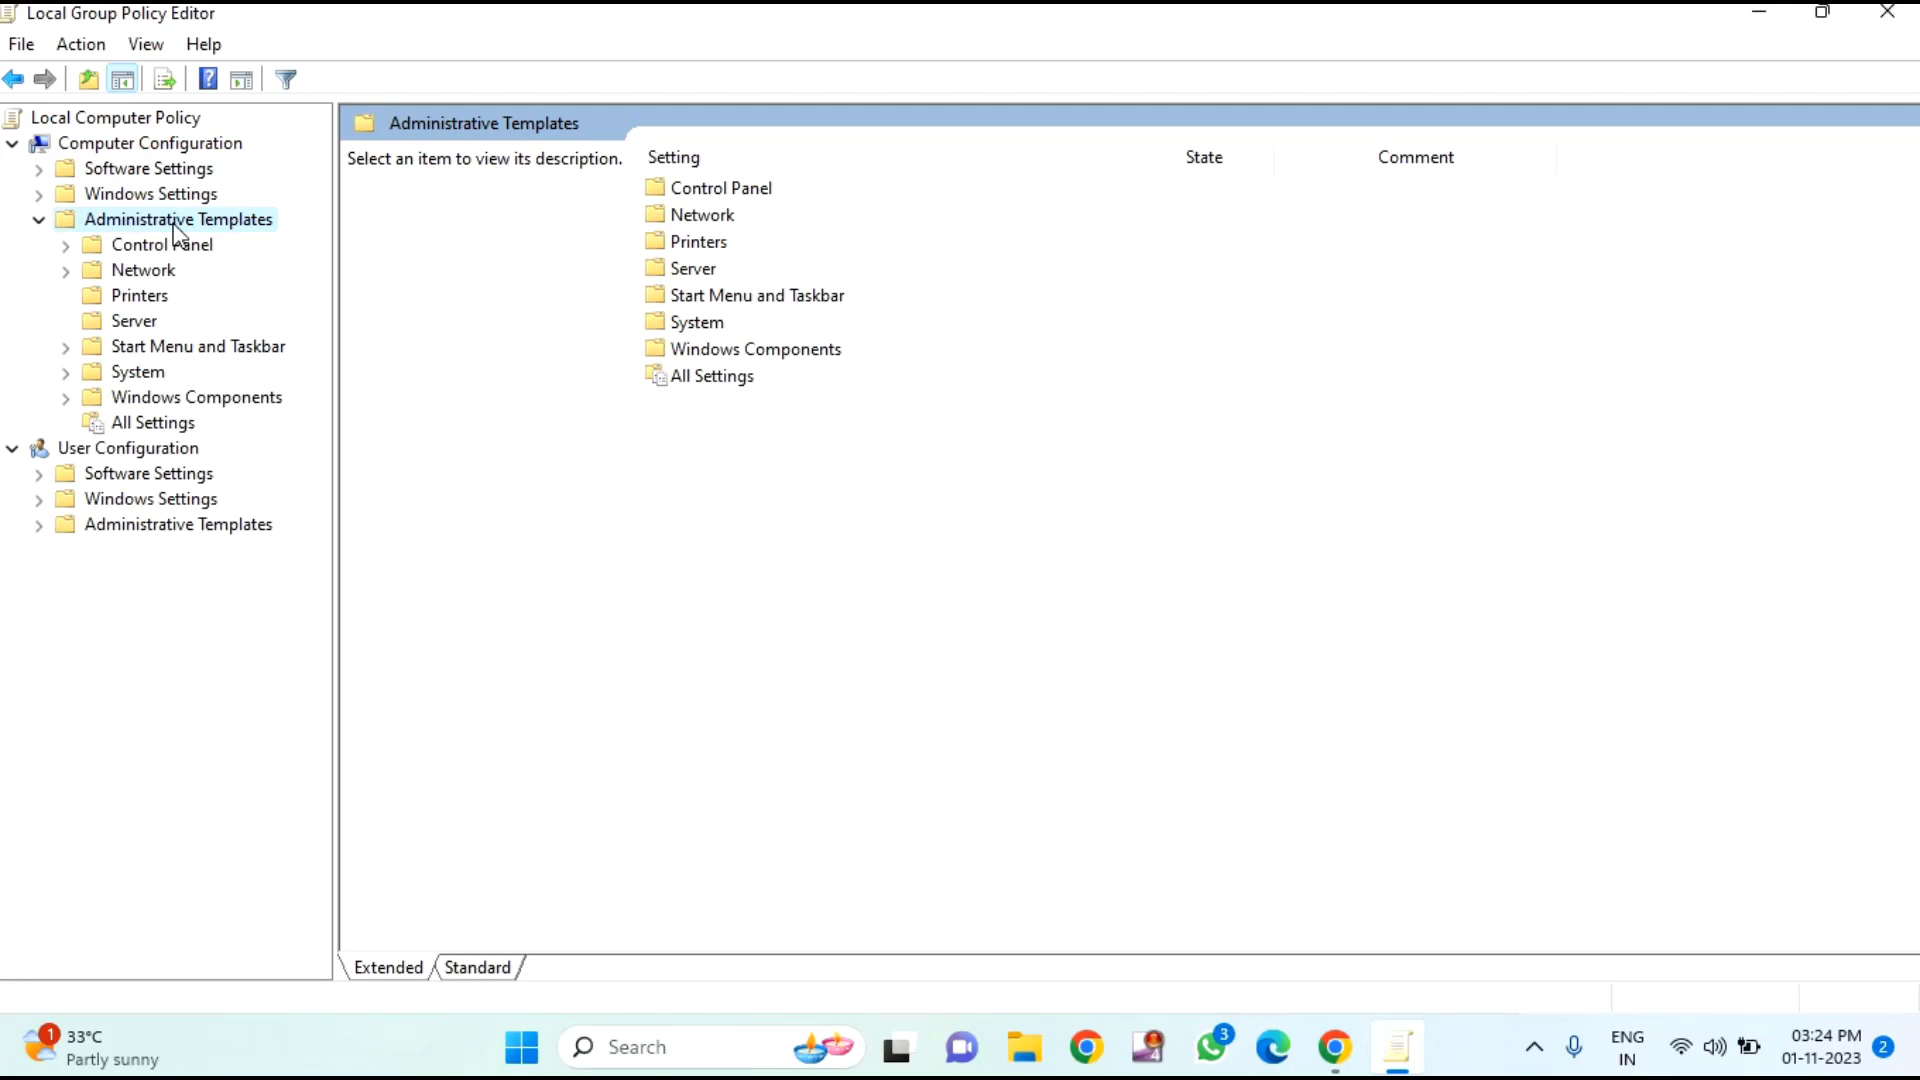 Local Group Policy Editor
File Action View Help
Local Computer Policy
Computer Configuration
Software Settings
Windows Settings
Administrative Templates
Control Panel
Network
Printers
Server
Start Menu and Taskbar
System
Windows Components
All Settings
User Configuration
Software Settings
Windows Settings
Administrative Templates
Administrative Templates
Select an item to view its description.
Setting State Comment
Control Panel
Network
Printers
Server
Start Menu and Taskbar
System
Windows Components
All Settings
Extended Standard
1
33°C
Partly sunny
Search
4
3
ENG
IN
03:24 PM
01-11-2023
2